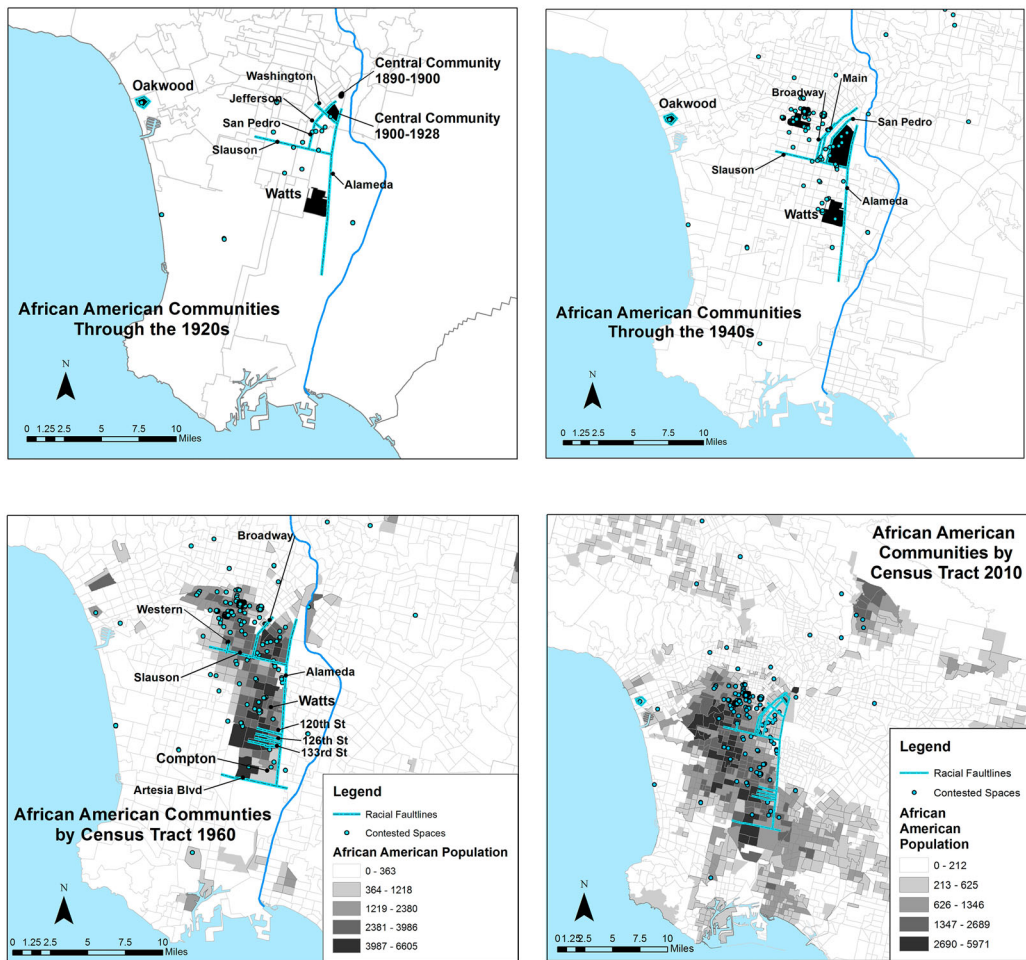 Oakwood
Washington
Jefferson
San Pedro
Slauson
Central Community
1890-1900
Central Community
1900-1928
Alameda
Watts
African American Communities
Through the 1920s
N
0 1.25 2.5 5 7.5 10
Miles
Oakwood
Broadway
Main
San Pedro
Slauson
Alameda
Watts
African American Communities
Through the 1940s
N
0 1.25 2.5 5 7.5 10
Miles
Broadway
Western
Slauson
Alameda
Watts
120th St
126th St
133rd St
Compton
Artesia Blvd
African American Communties
by Census Tract 1960
N
0 1.25 2.5 5 7.5 10
Miles
Legend
Racial Faultlines
Contested Spaces
African American Population
0 - 363
364 - 1218
1219 - 2380
2381 - 3986
3987 - 6605
African American
Communities by
Census Tract 2010
N
0 1.25 2.5 5 7.5 10
Miles
Legend
Racial Faultlines
Contested Spaces
African
American
Population
0 - 212
213 - 625
626 - 1346
1347 - 2689
2690 - 5971